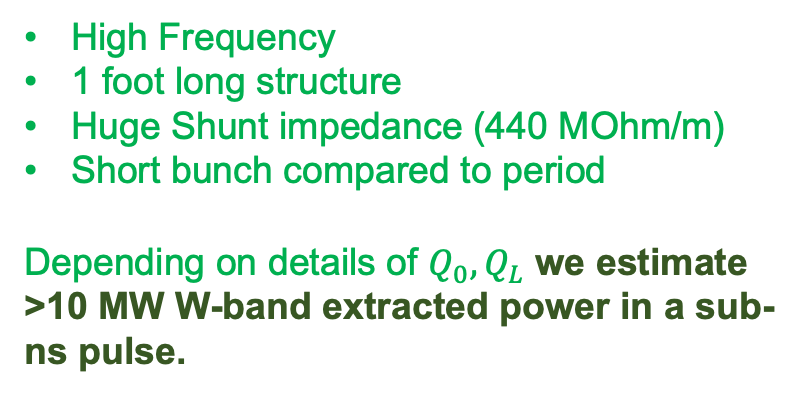 • High Frequency
• 1 foot long structure
• Huge Shunt impedance (440 MOhm/m)
• Short bunch compared to period
Depending on details of Q₀, Q_L we estimate
>10 MW W-band extracted power in a sub-
ns pulse.